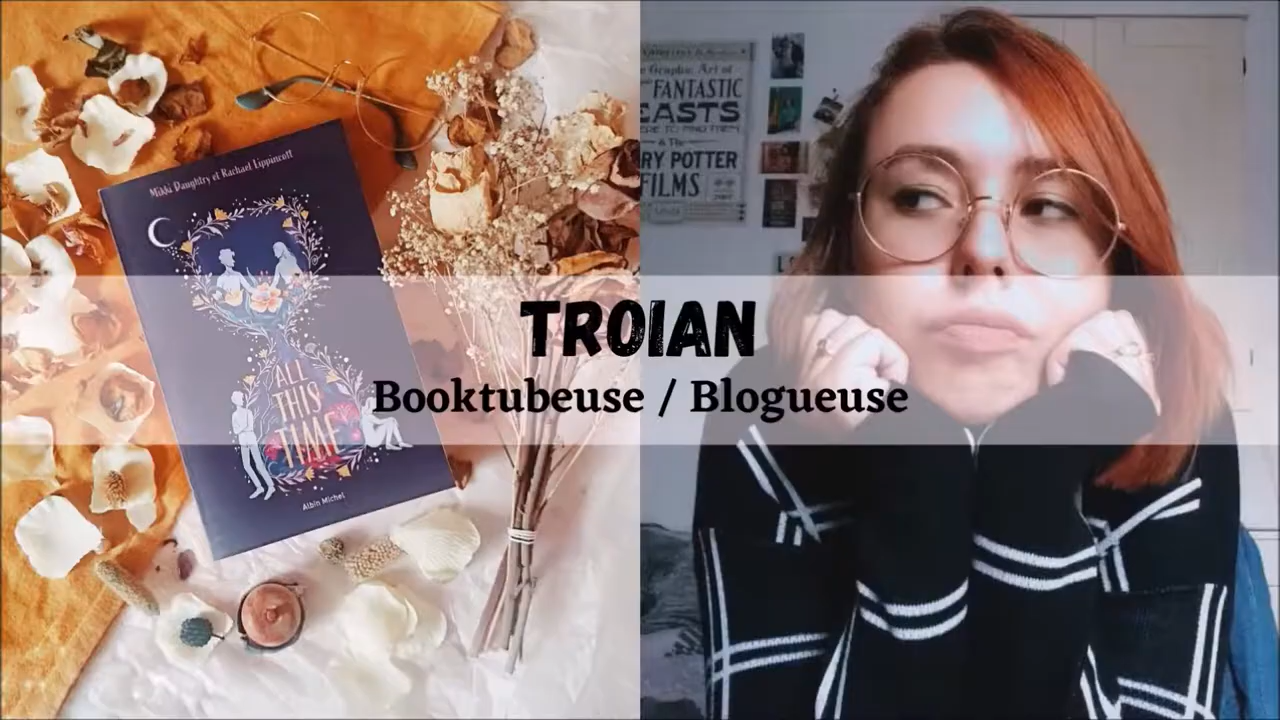 Mikki Daughtry et Rachael Lippincott
ALL
THIS
TIME
Albin Michel
Graphic Art of
FANTASTIC
EASTS
ERE TO FIND THEM
& The
RY POTTER
FILMS
TROIAN
Booktubeuse / Blogueuse